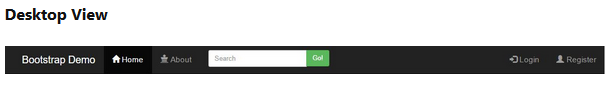 Desktop View
Bootstrap Demo Home About Search Go! Login Register